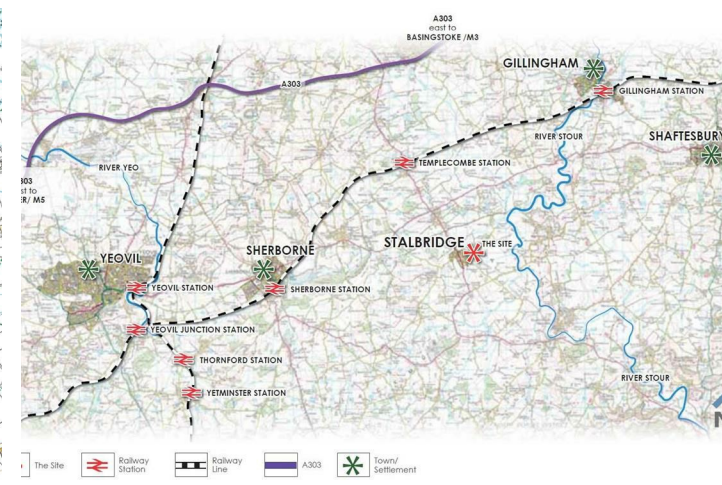 A303
east to
BASINGSTOKE /M3
GILLINGHAM
A303
GILLINGHAM STATION
RIVER STOUR
SHAFTESBURY
TEMPLECOMBE STATION
RIVER YEO
303
st to
ER/ M5
STALBRIDGE
THE SITE
SHERBORNE
YEOVIL
YEOVIL STATION
SHERBORNE STATION
YEOVIL JUNCTION STATION
THORNFORD STATION
RIVER STOUR
YETMINSTER STATION
N
The Site
Railway
Station
Railway
Line
A303
Town/
Settlement